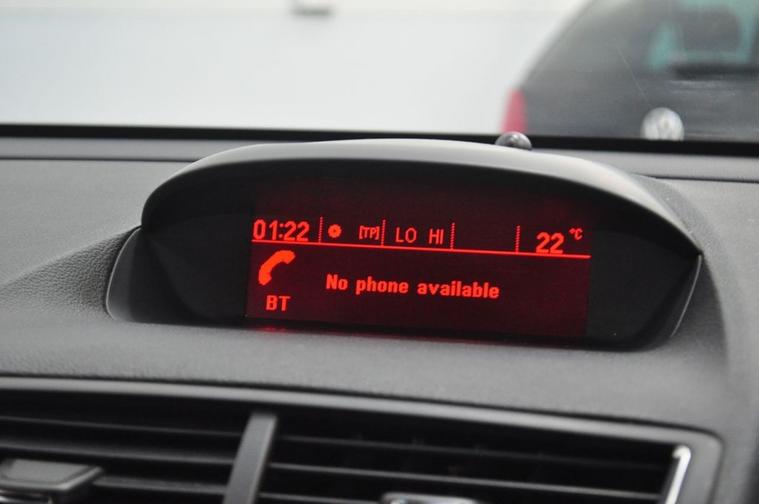 01:22 [TP] LO HI 22 °C
No phone available
BT